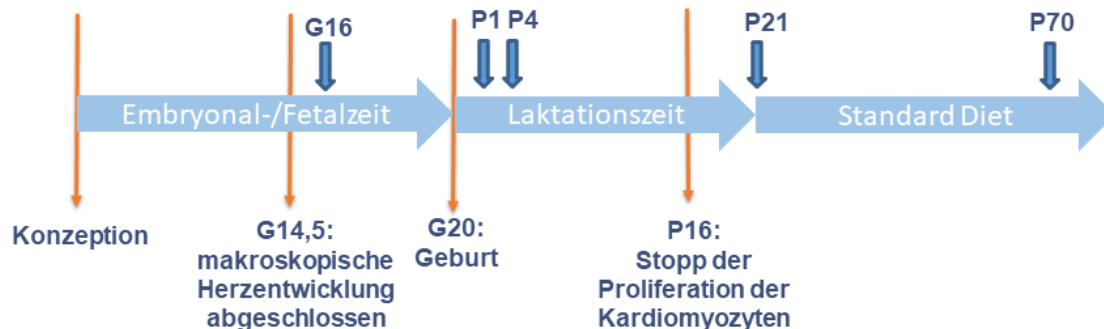 G16
P1 P4
P21
P70
Embryonal-/Fetalzeit
Laktationszeit
Standard Diet
Konzeption
G14,5:
makroskopische
Herzentwicklung
abgeschlossen
G20:
Geburt
P16:
Stopp der
Proliferation der
Kardiomyozyten